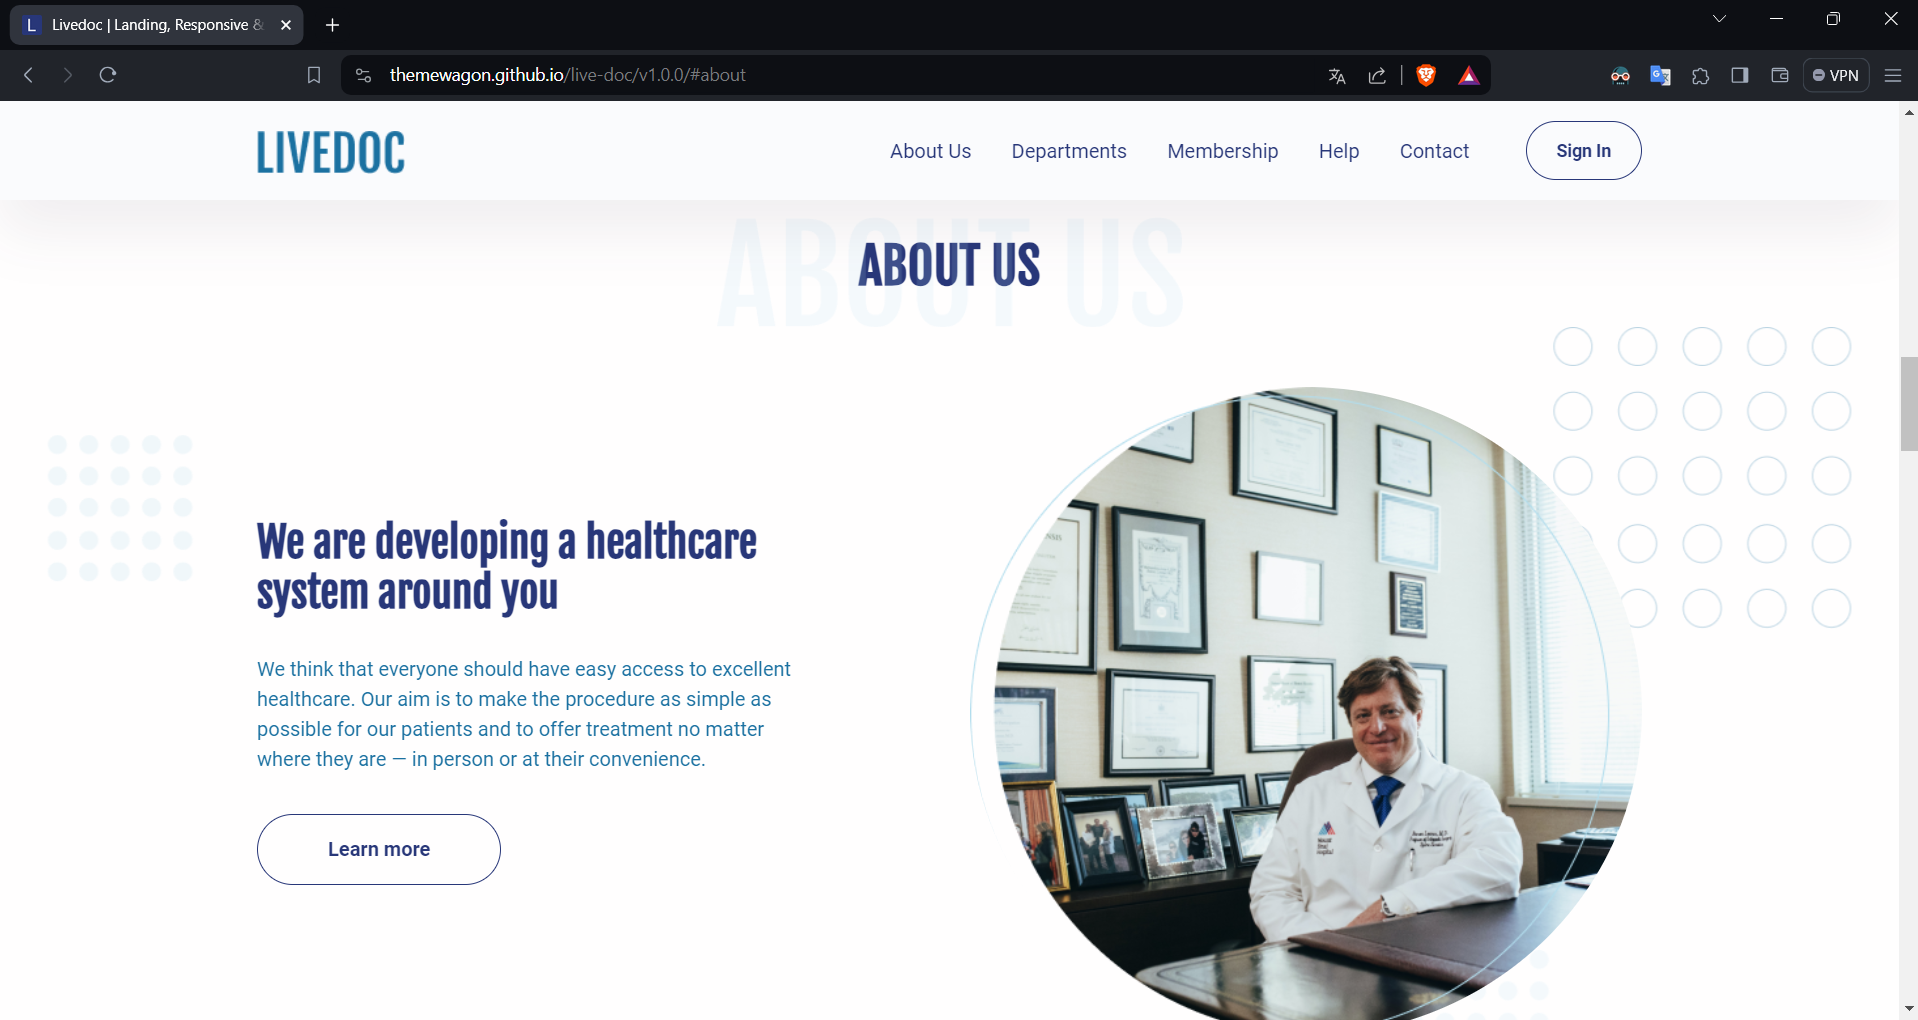 L
Livedoc | Landing, Responsive &
themewagon.github.io/live-doc/v1.0.0/#about
VPN
LIVEDOC
About Us
Departments
Membership
Help
Contact
Sign In
ABOUT US
ABOUT US
We are developing a healthcare
system around you
We think that everyone should have easy access to excellent
healthcare. Our aim is to make the procedure as simple as
possible for our patients and to offer treatment no matter
where they are — in person or at their convenience.
Learn more